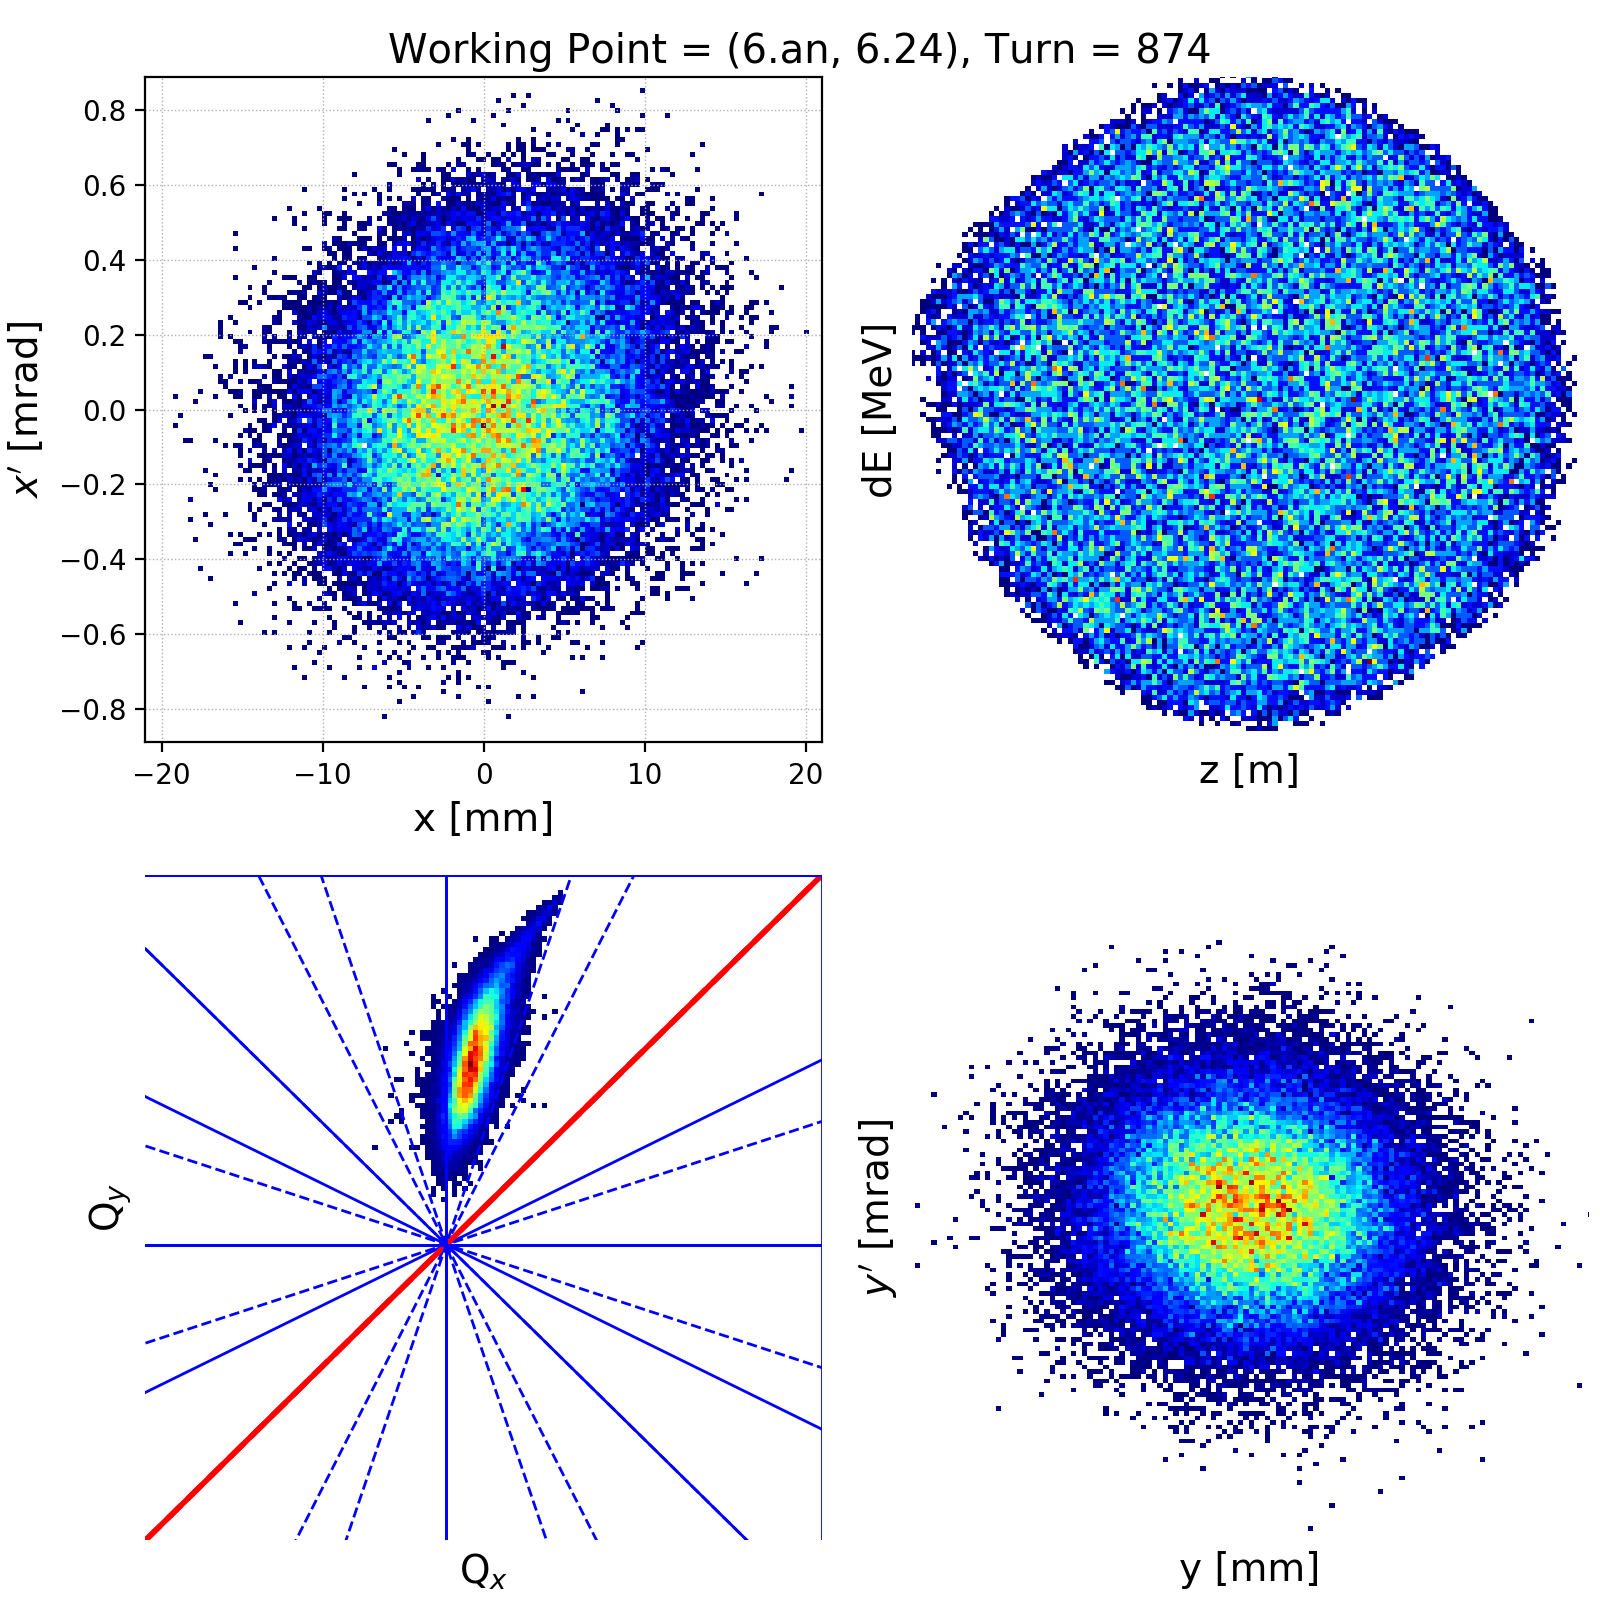 Working Point = (6.an, 6.24), Turn = 874
0.8
0.6
0.4
0.2
0.0
−0.2
−0.4
−0.6
−0.8
x′ [mrad]
−20 −10 0 10 20
x [mm]
dE [MeV]
z [m]
Qy
Qx
y′ [mrad]
y [mm]